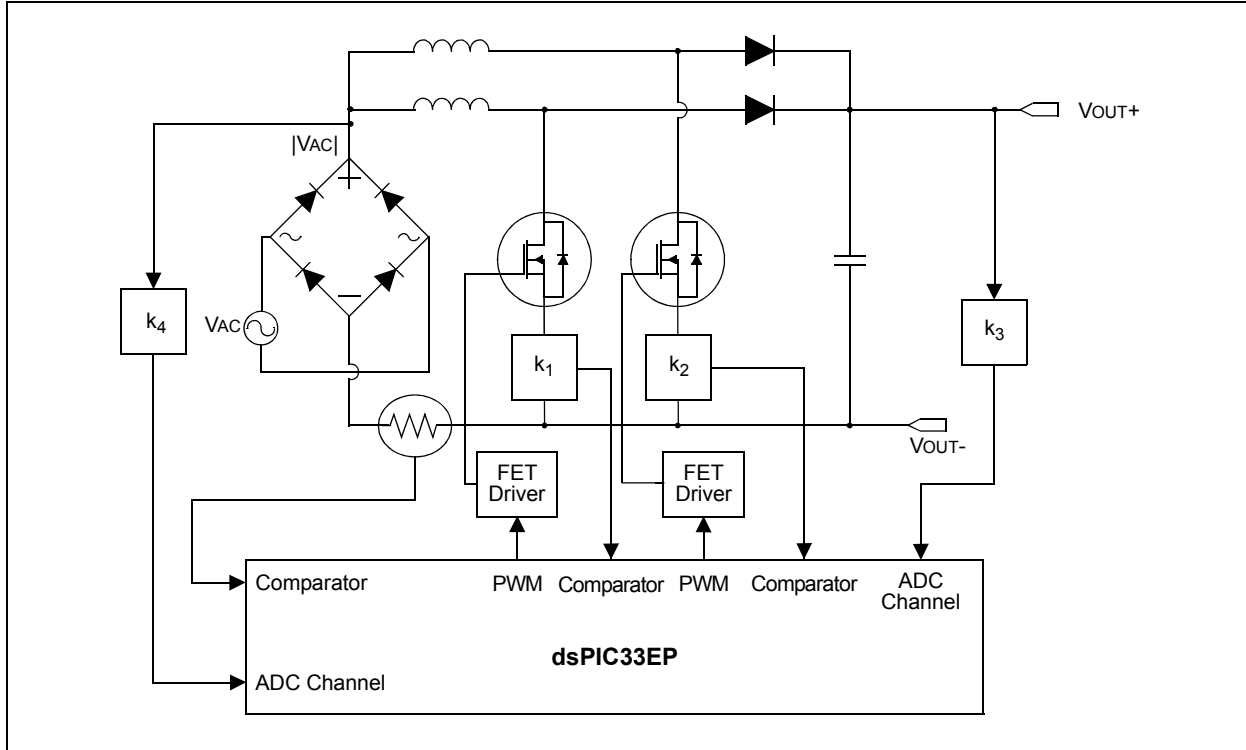 VOUT+
|VAC|
+
−
VAC
k4
k1
k2
k3
VOUT-
FET
Driver
FET
Driver
Comparator
PWM
Comparator
PWM
Comparator
ADC
Channel
dsPIC33EP
ADC Channel